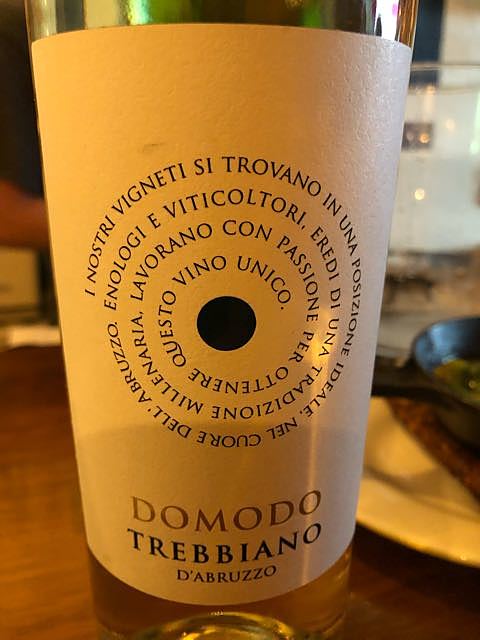 I NOSTRI VIGNETI SI TROVANO IN UNA POSIZIONE IDEALE, NEL CUORE DELL'ABRUZZO. ENOLOGI E VITICOLTORI, EREDI DI UNA TRADIZIONE MILLENARIA, LAVORANO CON PASSIONE PER OTTENERE QUESTO VINO UNICO.
DOMODO
TREBBIANO
D'ABRUZZO